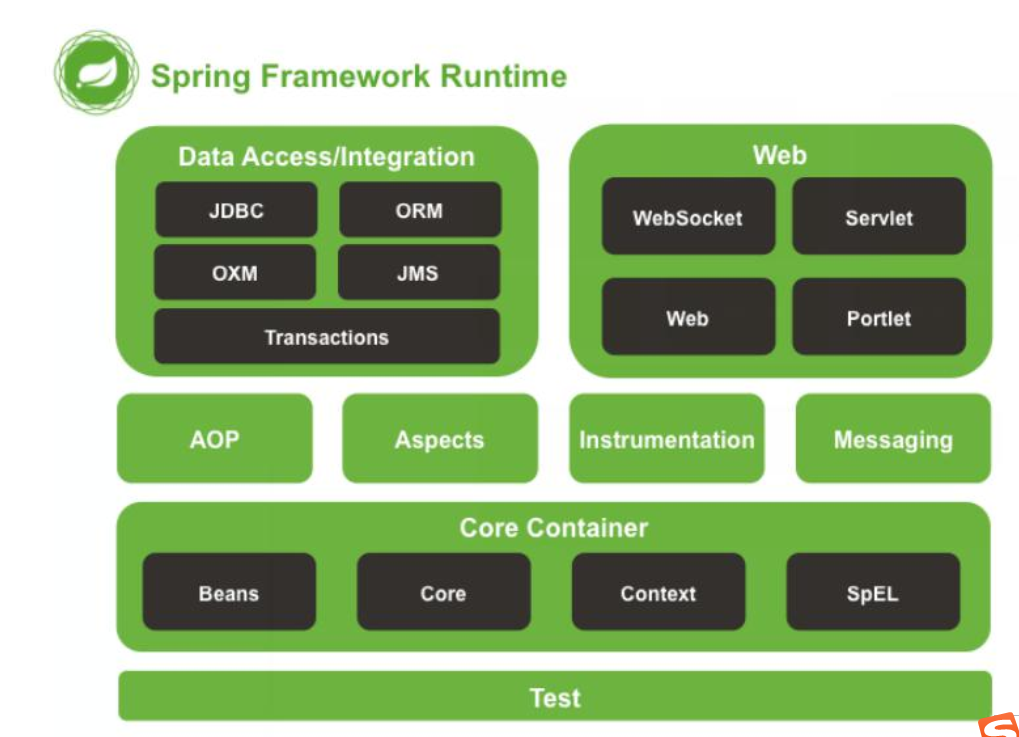 Spring Framework Runtime
Data Access/Integration
JDBC ORM
OXM JMS
Transactions
Web
WebSocket Servlet
Web Portlet
AOP Aspects Instrumentation Messaging
Core Container
Beans Core Context SpEL
Test